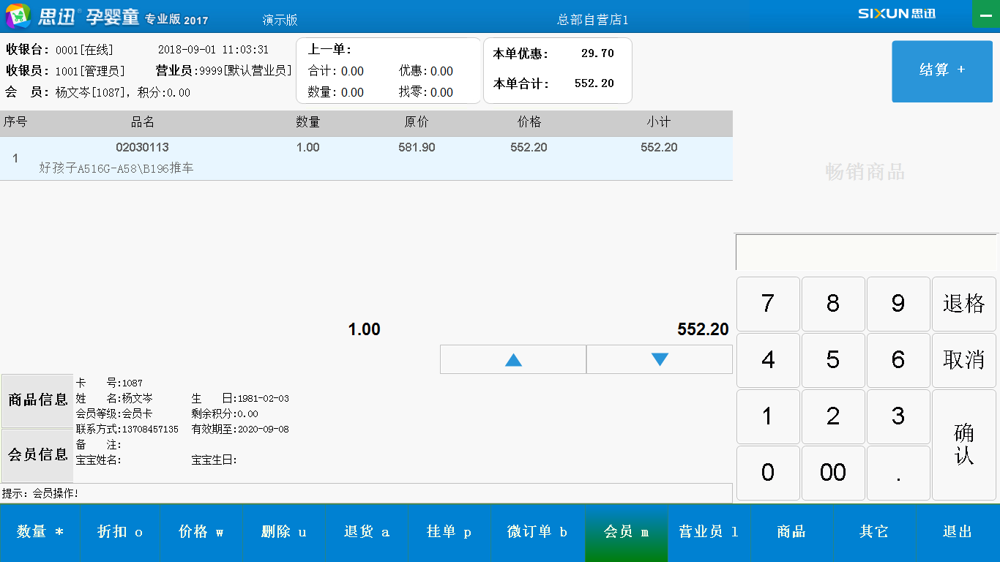 思迅® 孕婴童 专业版 2017 演示版 总部自营店1 SIXUN思迅
收银台：0001[在线] 2018-09-01 11:03:31
收银员：1001[管理员] 营业员:9999[默认营业员]
会 员：杨文岑[1087]，积分:0.00
上一单：
合计：0.00 优惠：0.00
数量：0.00 找零：0.00
本单优惠： 29.70
本单合计： 552.20
结算 +
序号 品名 数量 原价 价格 小计
1 02030113 1.00 581.90 552.20 552.20
好孩子A516G-A58\B196推车
畅销商品
1.00 552.20
商品信息
会员信息
卡 号:1087
姓 名:杨文岑 生 日:1981-02-03
会员等级:会员卡 剩余积分:0.00
联系方式:13708457135 有效期至:2020-09-08
备 注:
宝宝姓名: 宝宝生日:
提示：会员操作!
7 8 9 退格
4 5 6 取消
1 2 3 确认
0 00 .
数量 * 折扣 o 价格 w 删除 u 退货 a 挂单 p 微订单 b 会员 m 营业员 l 商品 其它 退出